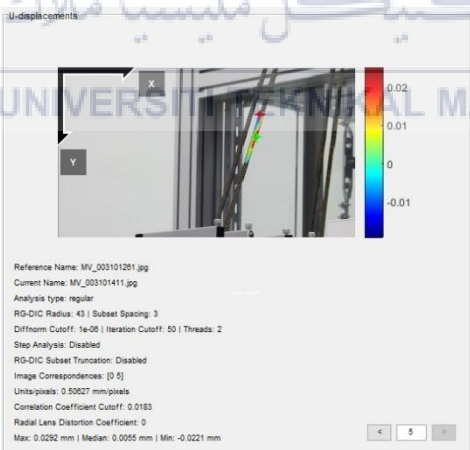 U-displacements
كل مليسيا ملاك
UNIVERSITI TEKNIKAL M
X
Y
0.02
0.01
0
-0.01
Reference Name: MV_003101261.jpg
Current Name: MV_003101411.jpg
Analysis type: regular
RG-DIC Radius: 43 | Subset Spacing: 3
Diffnorm Cutoff: 1e-06 | Iteration Cutoff: 50 | Threads: 2
Step Analysis: Disabled
RG-DIC Subset Truncation: Disabled
Image Correspondences: [0 5]
Units/pixels: 0.50627 mm/pixels
Correlation Coefficient Cutoff: 0.0183
Radial Lens Distortion Coefficient: 0
Max: 0.0292 mm | Median: 0.0055 mm | Min: -0.0221 mm
< 5 >